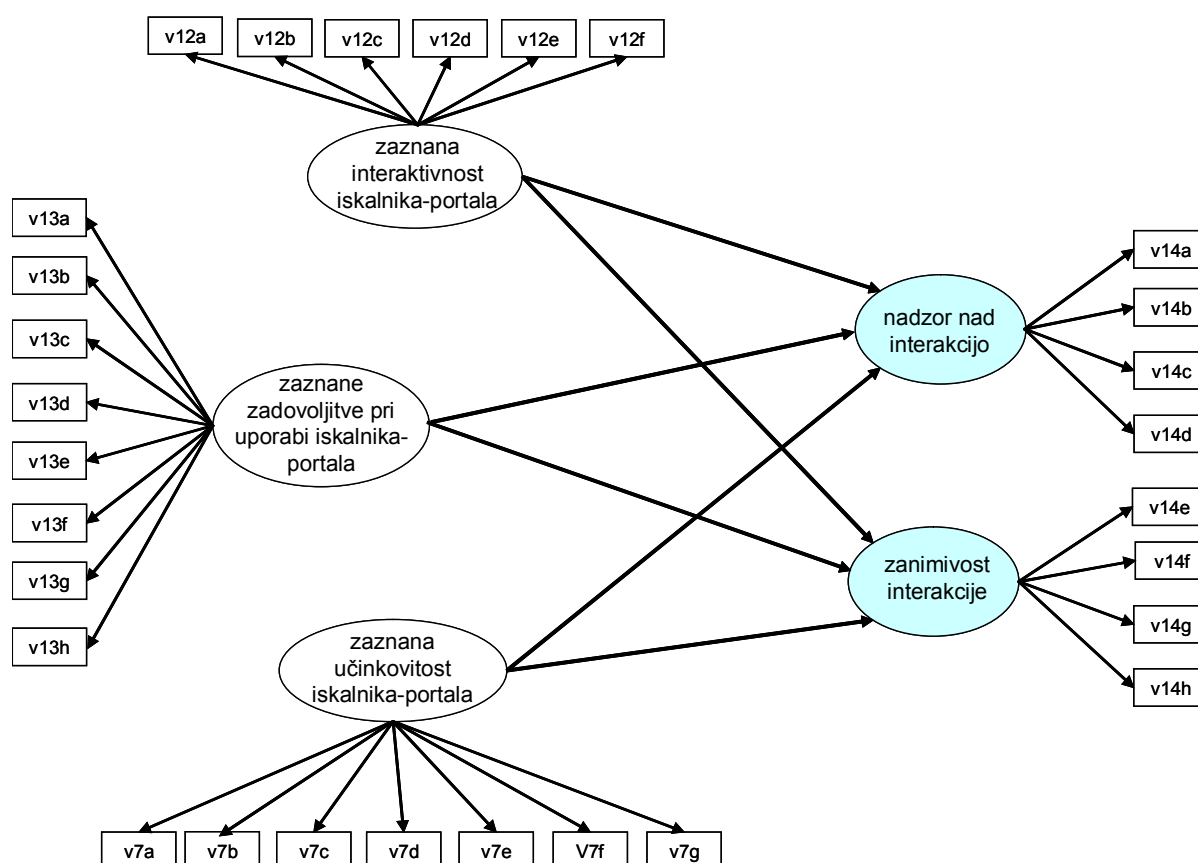 v12a
v12b
v12c
v12d
v12e
v12f
zaznana
interaktivnost
iskalnika-portala
v13a
v13b
v13c
v13d
v13e
v13f
v13g
v13h
zaznane
zadovoljitve pri
uporabi iskalnika-
portala
nadzor nad
interakcijo
v14a
v14b
v14c
v14d
zanimivost
interakcije
v14e
v14f
v14g
v14h
zaznana
učinkovitost
iskalnika-portala
v7a
v7b
v7c
v7d
v7e
V7f
v7g